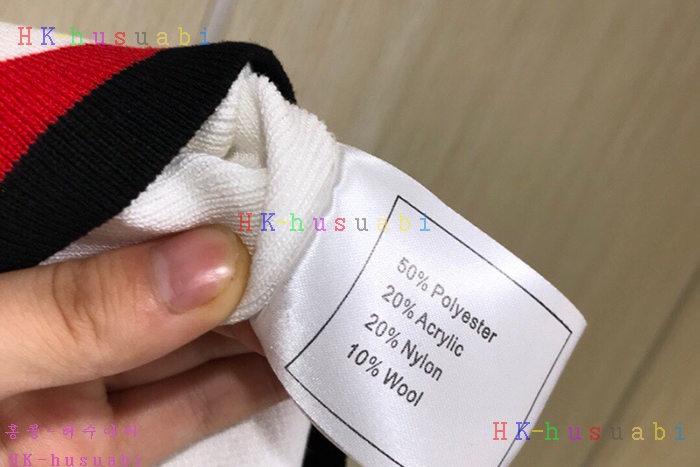 HK-husuabi
HK-husuabi
50% Polyester
20% Acrylic
20% Nylon
10% Wool
HK-husuabi
홍콩-허수아비
HK-husuabi